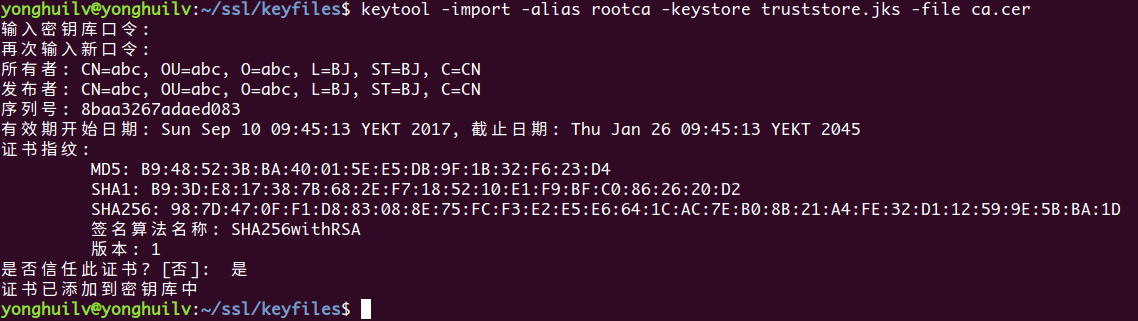 yonghuilv@yonghuilv:~/ssl/keyfiles$ keytool -import -alias rootca -keystore truststore.jks -file ca.cer
输入密钥库口令:
再次输入新口令:
所有者: CN=abc, OU=abc, O=abc, L=BJ, ST=BJ, C=CN
发布者: CN=abc, OU=abc, O=abc, L=BJ, ST=BJ, C=CN
序列号: 8baa3267adaed083
有效期开始日期: Sun Sep 10 09:45:13 YEKT 2017, 截止日期: Thu Jan 26 09:45:13 YEKT 2045
证书指纹:
MD5: B9:48:52:3B:BA:40:01:5E:E5:DB:9F:1B:32:F6:23:D4
SHA1: B9:3D:E8:17:38:7B:68:2E:F7:18:52:10:E1:F9:BF:C0:86:26:20:D2
SHA256: 98:7D:47:0F:F1:D8:83:08:8E:75:FC:F3:E2:E5:E6:64:1C:AC:7E:B0:8B:21:A4:FE:32:D1:12:59:9E:5B:BA:1D
签名算法名称: SHA256withRSA
版本: 1
是否信任此证书? [否]: 是
证书已添加到密钥库中
yonghuilv@yonghuilv:~/ssl/keyfiles$